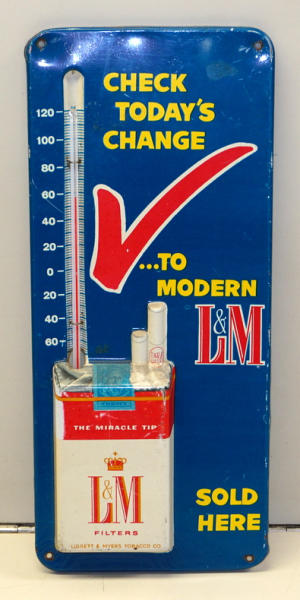 CHECK
TODAY'S
CHANGE
...TO
MODERN
L&M
120
100
80
60
40
20
0
20
40
60
THE MIRACLE TIP
L&M
FILTERS
LIGGETT & MYERS TOBACCO CO
SOLD
HERE